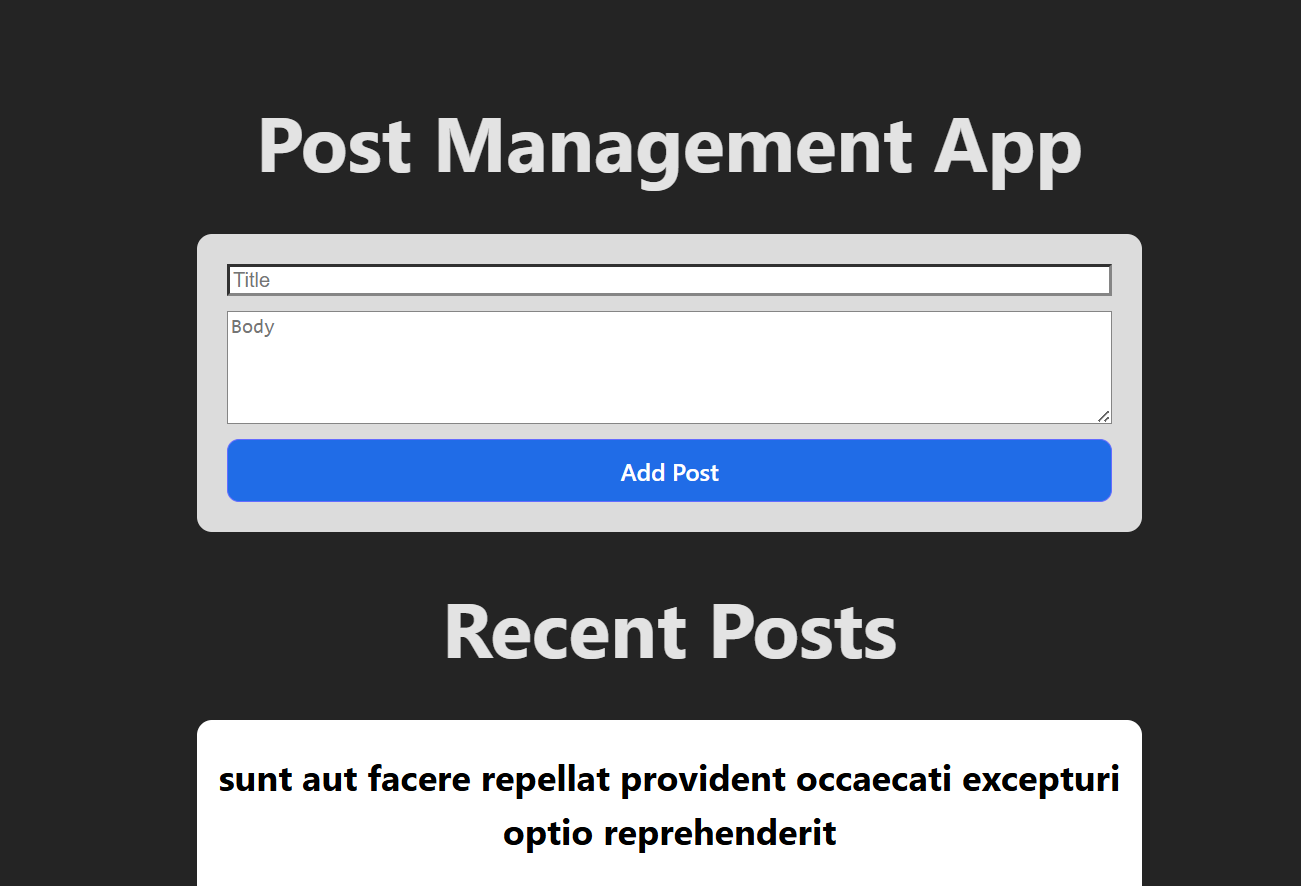 Post Management App
Title
Body
Add Post
Recent Posts
sunt aut facere repellat provident occaecati excepturi
optio reprehenderit